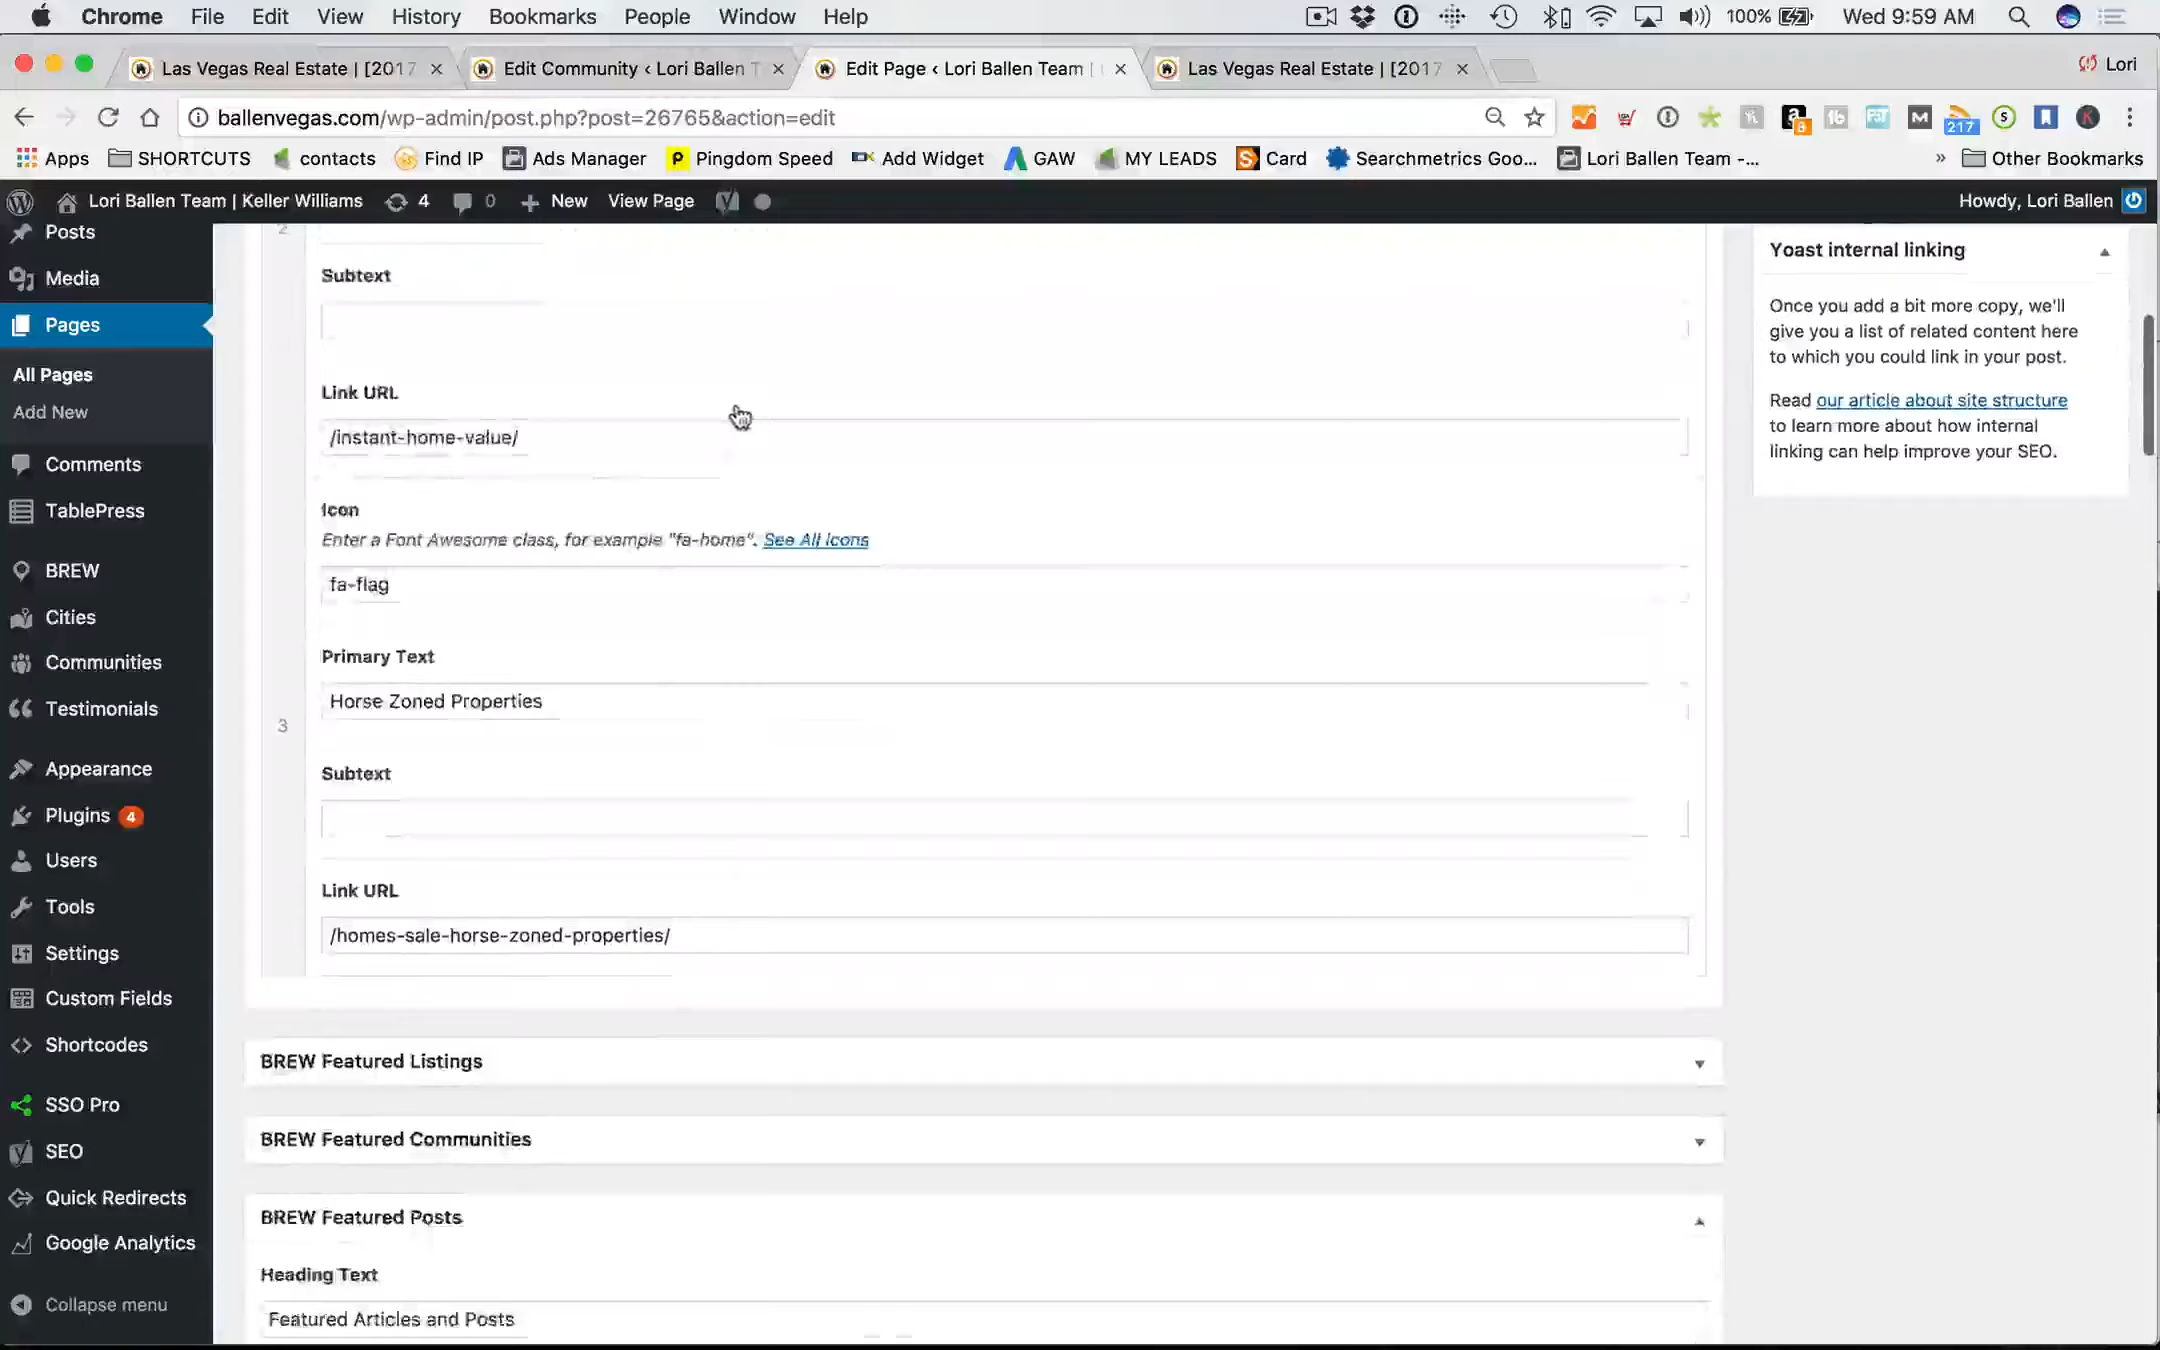 Chrome File Edit View History Bookmarks People Window Help 100% Wed 9:59 AM
Las Vegas Real Estate | [2017
Edit Community ‹ Lori Ballen T
Edit Page ‹ Lori Ballen Team |
Las Vegas Real Estate | [2017
Lori
ballenvegas.com/wp-admin/post.php?post=26765&action=edit
217
Apps SHORTCUTS contacts Find IP Ads Manager Pingdom Speed Add Widget GAW MY LEADS Card Searchmetrics Goo... Lori Ballen Team -... » Other Bookmarks
Lori Ballen Team | Keller Williams 4 0 New View Page Howdy, Lori Ballen
Posts
Media
Pages
All Pages
Add New
Comments
TablePress
BREW
Cities
Communities
Testimonials
Appearance
Plugins 4
Users
Tools
Settings
Custom Fields
Shortcodes
SSO Pro
SEO
Quick Redirects
Google Analytics
Collapse menu
2
Subtext
Link URL
/instant-home-value/
Icon
Enter a Font Awesome class, for example "fa-home". See All Icons
fa-flag
Primary Text
Horse Zoned Properties
3
Subtext
Link URL
/homes-sale-horse-zoned-properties/
BREW Featured Listings
BREW Featured Communities
BREW Featured Posts
Heading Text
Featured Articles and Posts
Yoast internal linking
Once you add a bit more copy, we'll
give you a list of related content here
to which you could link in your post.
Read our article about site structure
to learn more about how internal
linking can help improve your SEO.